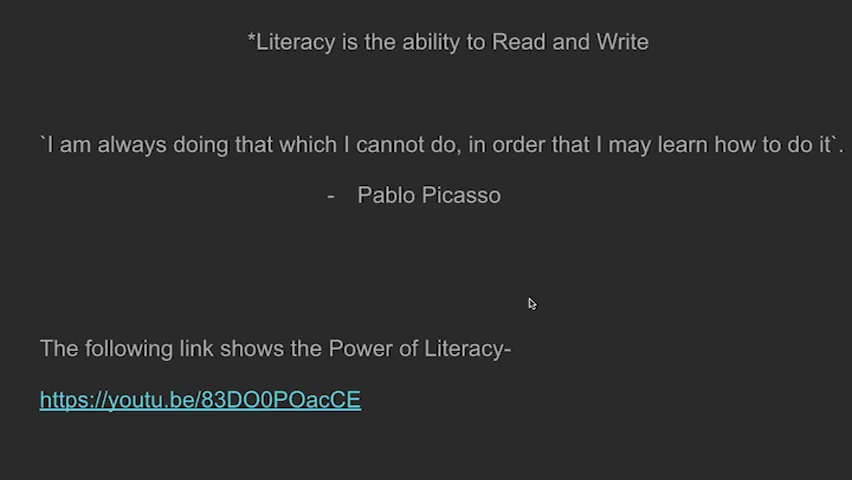 *Literacy is the ability to Read and Write
`I am always doing that which I cannot do, in order that I may learn how to do it`.
- Pablo Picasso
The following link shows the Power of Literacy-
https://youtu.be/83DO0POacCE